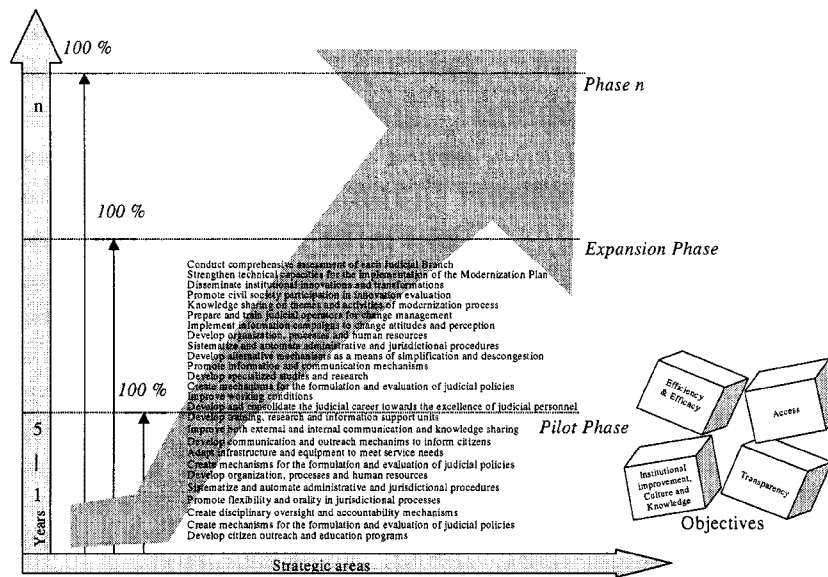 100 %
Phase n
n
100 %
Expansion Phase
Conduct comprehensive assessment of each Judicial Branch
Strengthen technical capacities for the implementation of the Modernization Plan
Disseminate institutional innovations and transformations
Promote civil society participation in innovation evaluation
Knowledge sharing on themes and activities of modernization process
Prepare and train judicial operators for change management
Implement information campaigns to change attitudes and perception
Develop organization, processes and human resources
Sistematize and automate administrative and jurisdictional procedures
Develop alternative mechanisms as a means of simplification and descongestion
Promote information and communication mechanisms
Develop specialized studies and research
Create mechanisms for the formulation and evaluation of judicial policies
Improve working conditions
100 %
Develop and consolidate the judicial career towards the excellence of judicial personnel
Develop training, research and information support units
Improve both external and internal communication and knowledge sharing
Pilot Phase
Develop communication and outreach mechanims to inform citizens
Adapt infrastructure and equipment to meet service needs
Create mechanisms for the formulation and evaluation of judicial policies
Develop organization, processes and human resources
Sistematize and automate administrative and jurisdictional procedures
Promote flexibility and orality in jurisdictional processes
Create disciplinary oversight and accountability mechanisms
Create mechanisms for the formulation and evaluation of judicial policies
Develop citizen outreach and education programs
5
|
1
Years
Strategic areas
Efficiency
& Efficacy
Access
Institutional
improvement,
Culture and
Knowledge
Transparency
Objectives